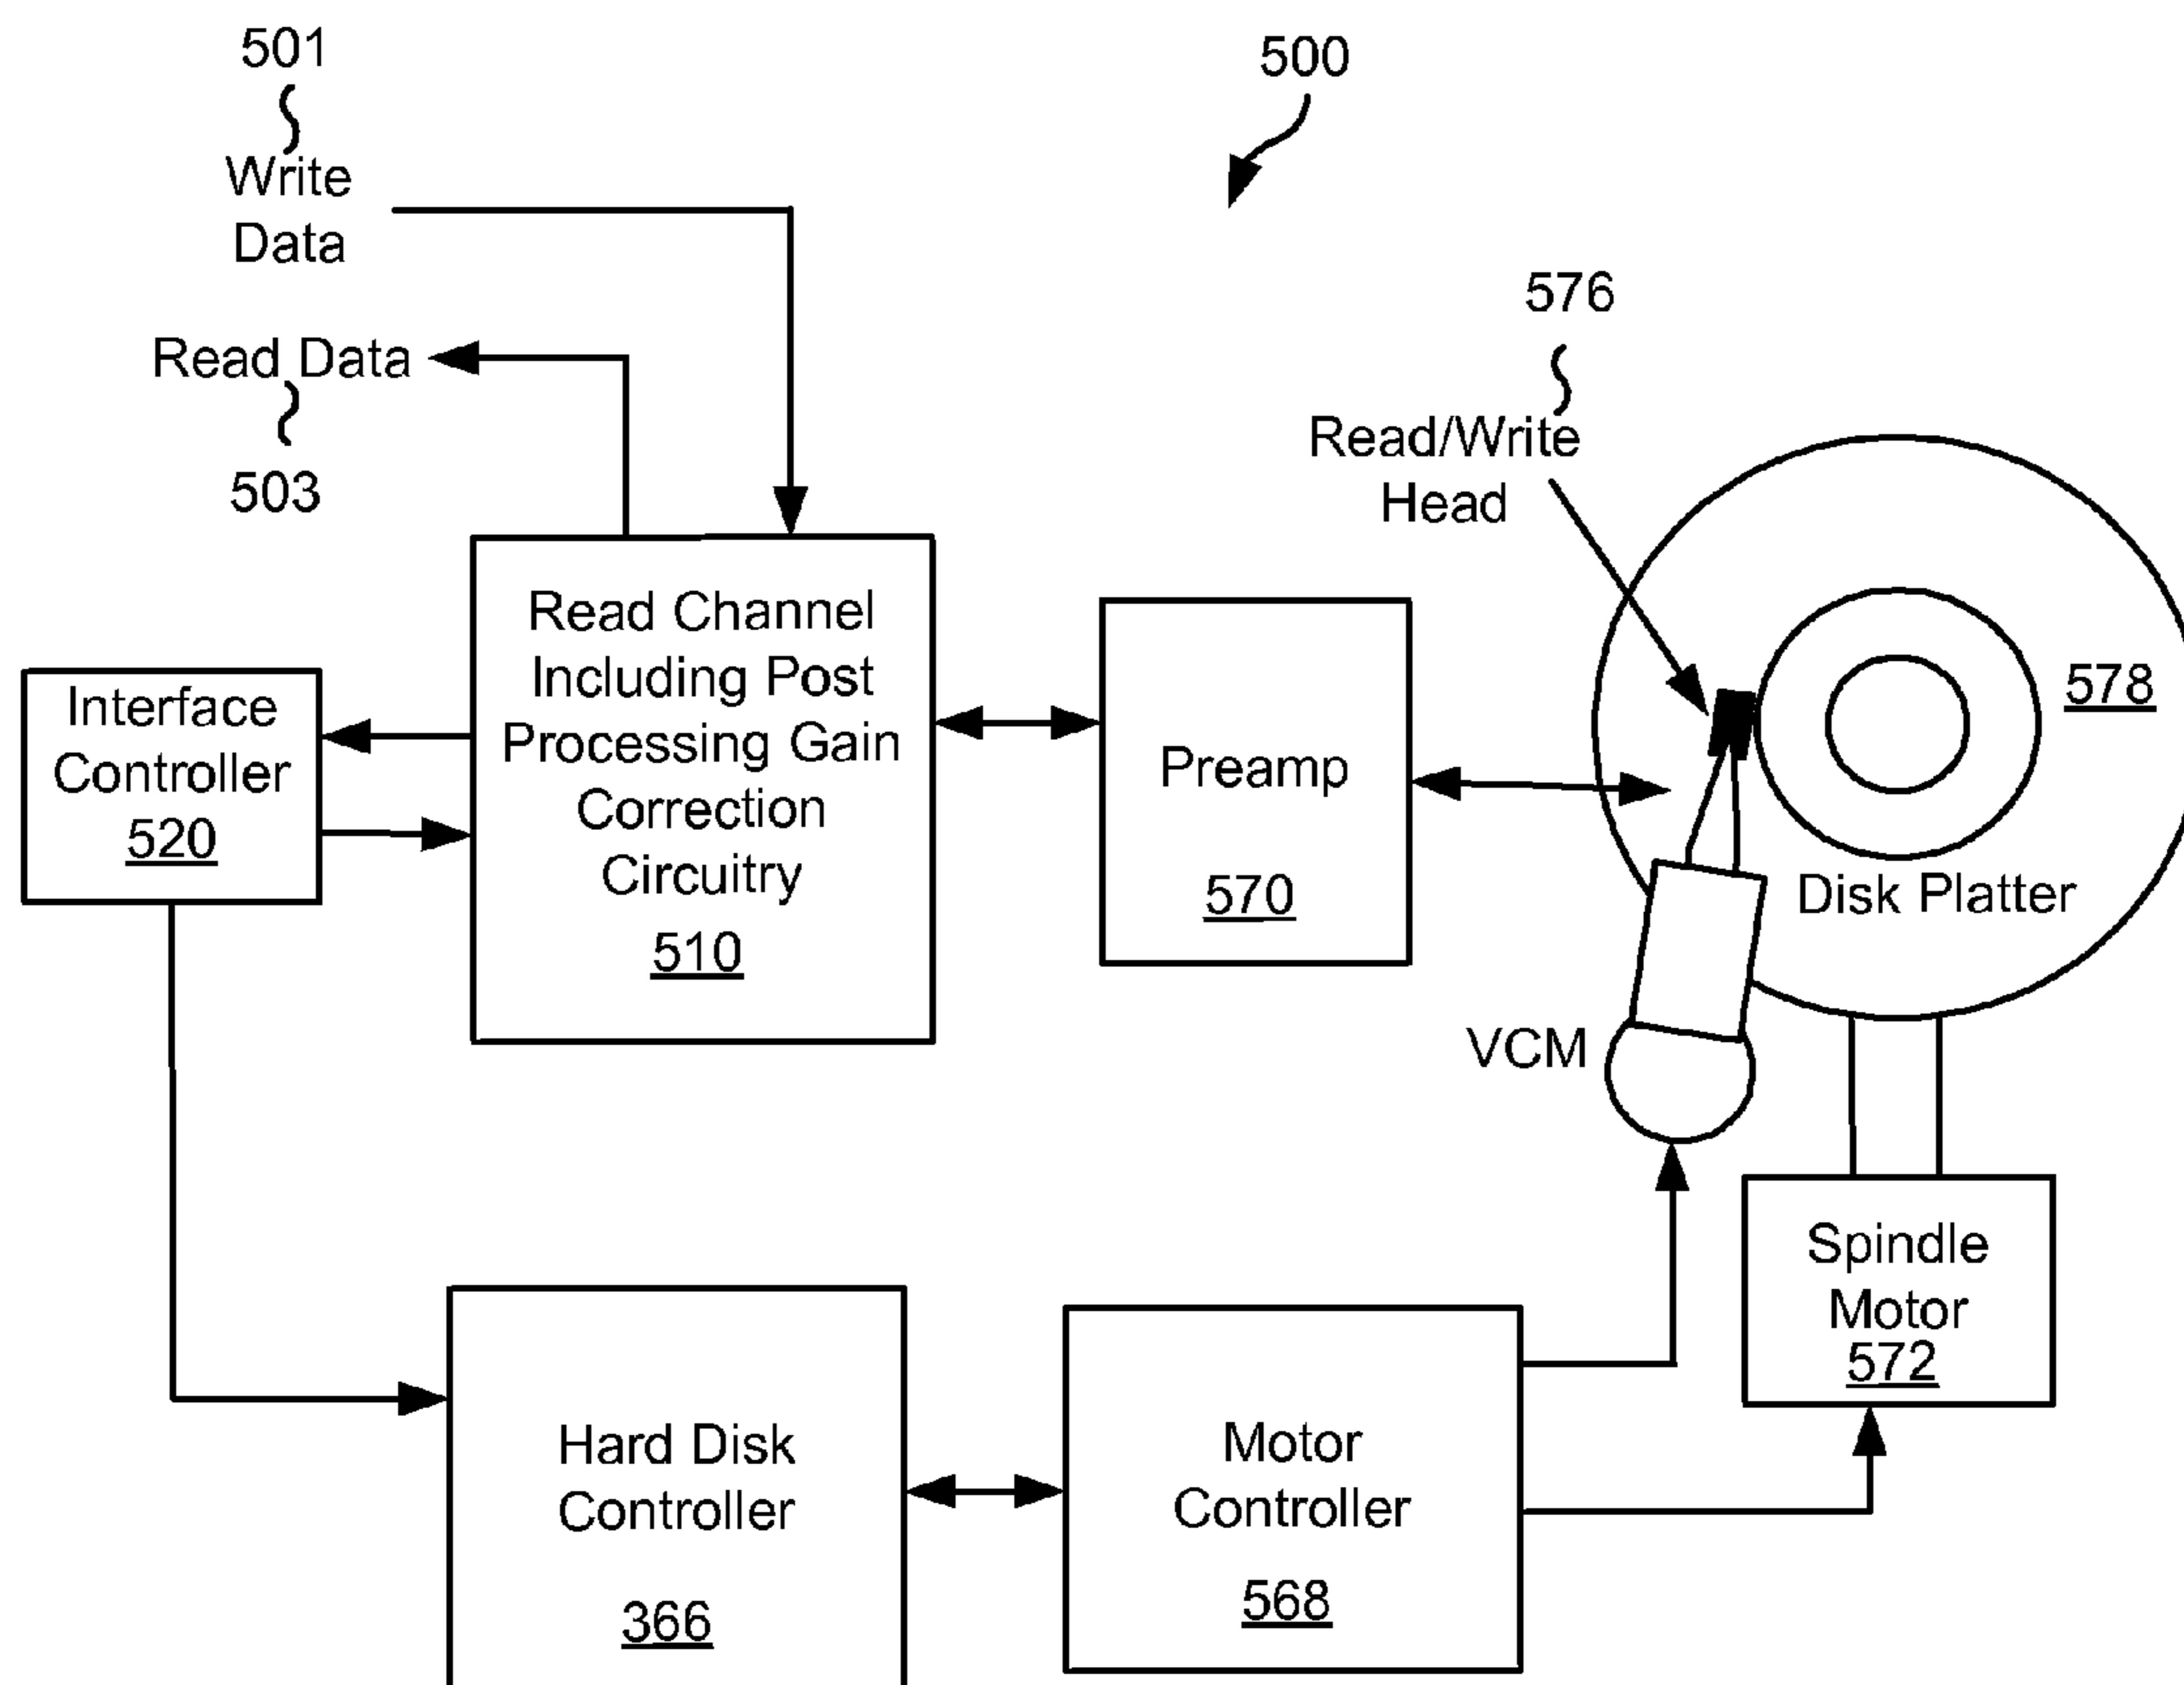 501
Write
Data
500
Read Data
503
576
Read/Write
Head
Read Channel
Including Post
Processing Gain
Correction
Circuitry
510
Interface
Controller
520
Preamp
570
578
Disk Platter
VCM
Spindle
Motor
572
Hard Disk
Controller
366
Motor
Controller
568